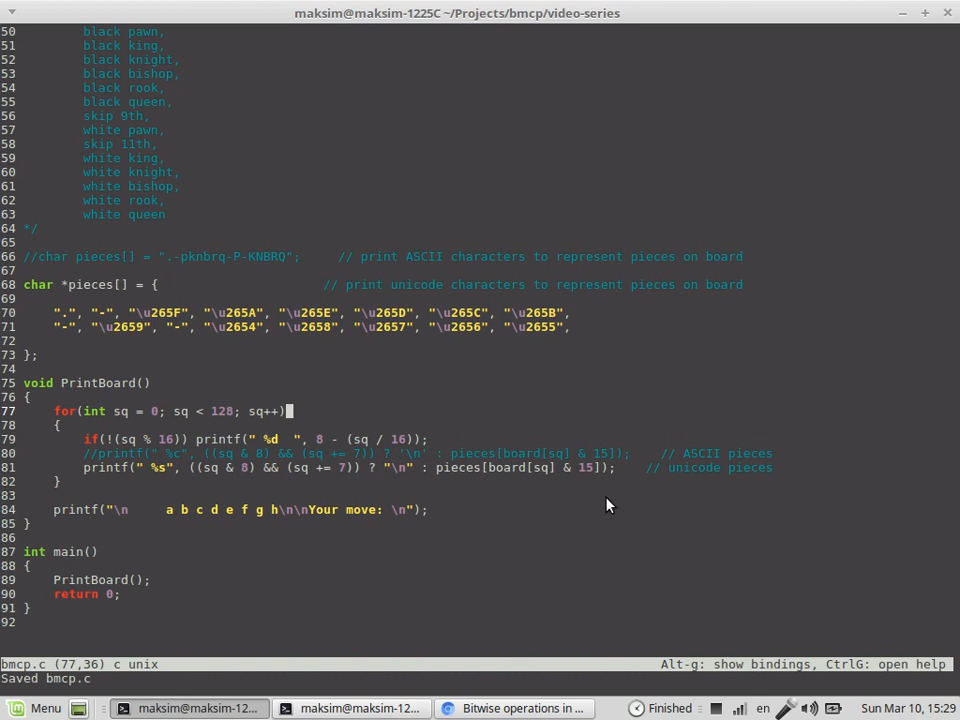 maksim@maksim-1225C ~/Projects/bmcp/video-series
50         black pawn,
51         black king,
52         black knight,
53         black bishop,
54         black rook,
55         black queen,
56         skip 9th,
57         white pawn,
58         skip 11th,
59         white king,
60         white knight,
61         white bishop,
62         white rook,
63         white queen
64 */
65
66 //char pieces[] = ".-pknbrq-P-KNBRQ";     // print ASCII characters to represent pieces on board
67
68 char *pieces[] = {                      // print unicode characters to represent pieces on board
69
70     ".", "-", "\u265F", "\u265A", "\u265E", "\u265D", "\u265C", "\u265B",
71     "-", "\u2659", "-", "\u2654", "\u2658", "\u2657", "\u2656", "\u2655",
72
73 };
74
75 void PrintBoard()
76 {
77     for(int sq = 0; sq < 128; sq++)
78     {
79         if(!(sq % 16)) printf(" %d  ", 8 - (sq / 16));
80         //printf(" %c", ((sq & 8) && (sq += 7)) ? '\n' : pieces[board[sq] & 15]);    // ASCII pieces
81         printf(" %s", ((sq & 8) && (sq += 7)) ? "\n" : pieces[board[sq] & 15]);    // unicode pieces
82     }
83
84     printf("\n     a b c d e f g h\n\nYour move: \n");
85 }
86
87 int main()
88 {
89     PrintBoard();
90     return 0;
91 }
92
bmcp.c (77,36) c unix Alt-g: show bindings, CtrlG: open help
Saved bmcp.c
Menu maksim@maksim-12... maksim@maksim-12... Bitwise operations in ... Finished en Sun Mar 10, 15:29